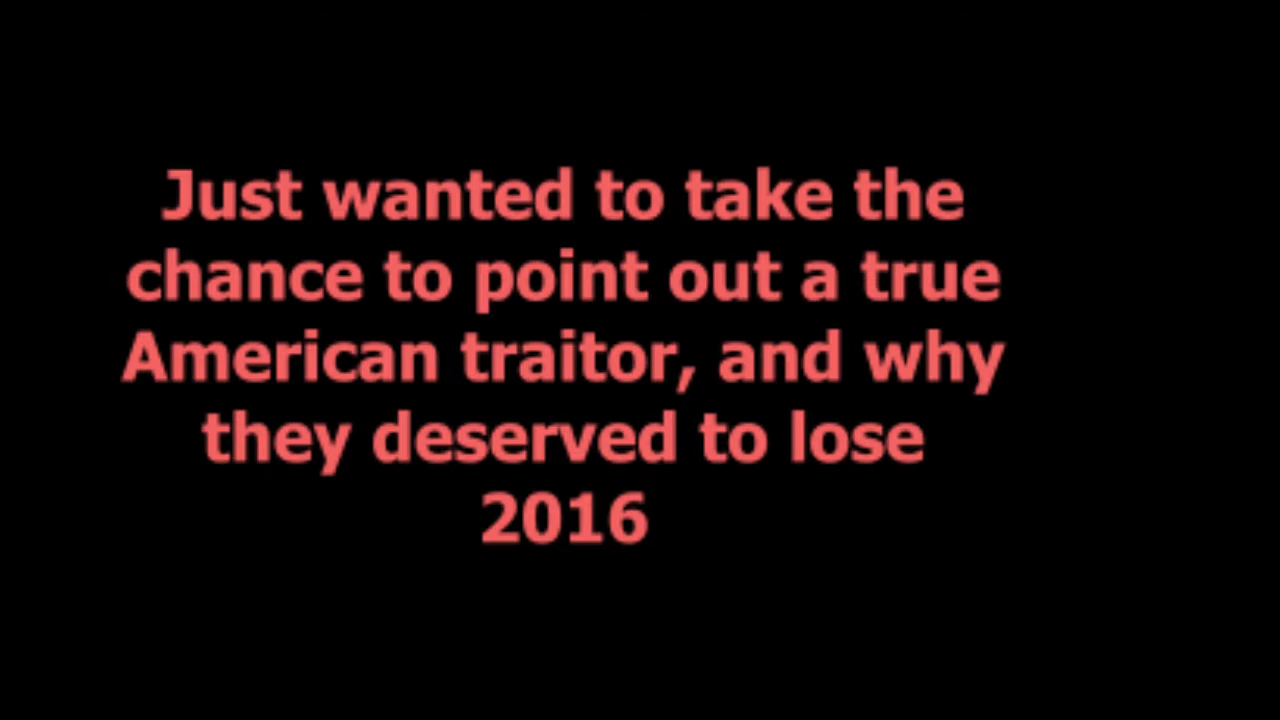 Just wanted to take the
chance to point out a true
American traitor, and why
they deserved to lose
2016